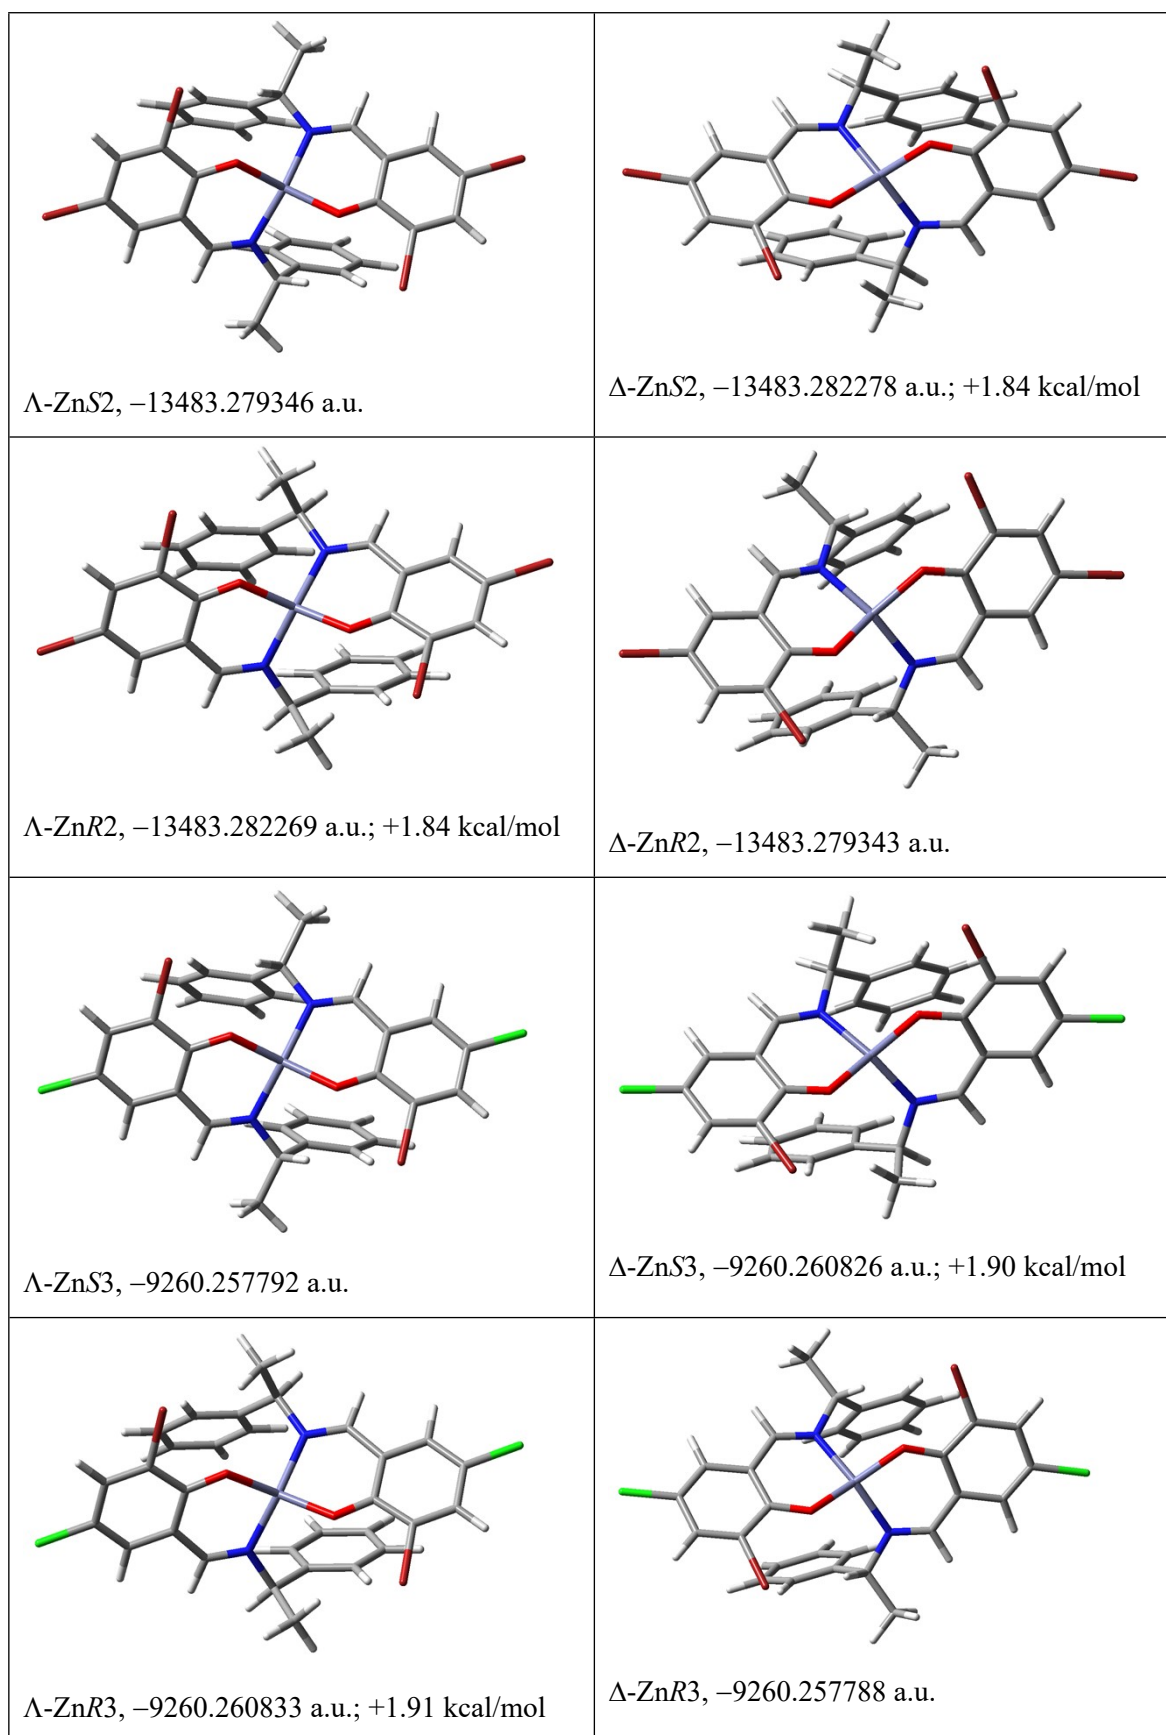 Λ-ZnS2, −13483.279346 a.u.
Δ-ZnS2, −13483.282278 a.u.; +1.84 kcal/mol
Λ-ZnR2, −13483.282269 a.u.; +1.84 kcal/mol
Δ-ZnR2, −13483.279343 a.u.
Λ-ZnS3, −9260.257792 a.u.
Δ-ZnS3, −9260.260826 a.u.; +1.90 kcal/mol
Λ-ZnR3, −9260.260833 a.u.; +1.91 kcal/mol
Δ-ZnR3, −9260.257788 a.u.